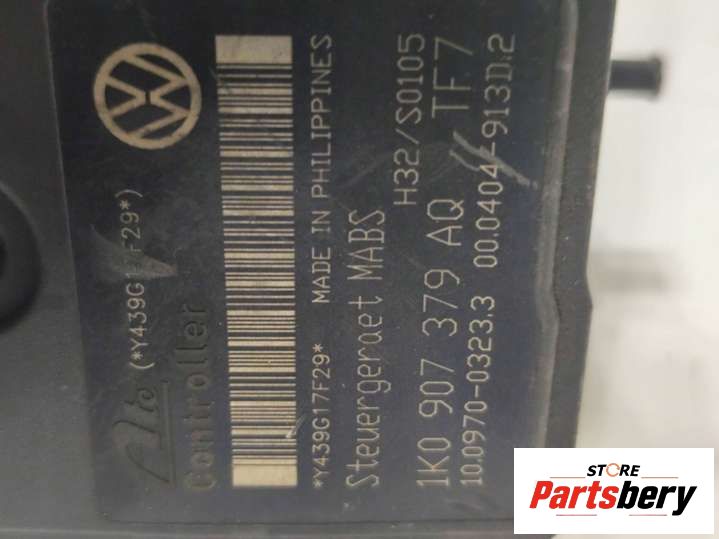 Ate (*Y439G17F29*)
Controller
*Y439G17F29* MADE IN PHILIPPINES
Steuergeraet MABS
H32/S0105
1K0 907 379 AQ TF7
10.0970-0323.3 00.0404-913D.2
STORE
Partsbery